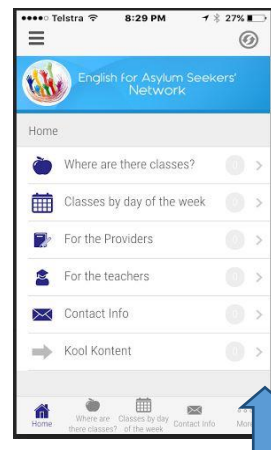 Telstra 8:29 PM 27%
English for Asylum Seekers'
Network
Home
Where are there classes? 0
Classes by day of the week 0
For the Providers 0
For the teachers 0
Contact Info 0
Kool Kontent 0
Home Where are there classes? Classes by day of the week Contact Info